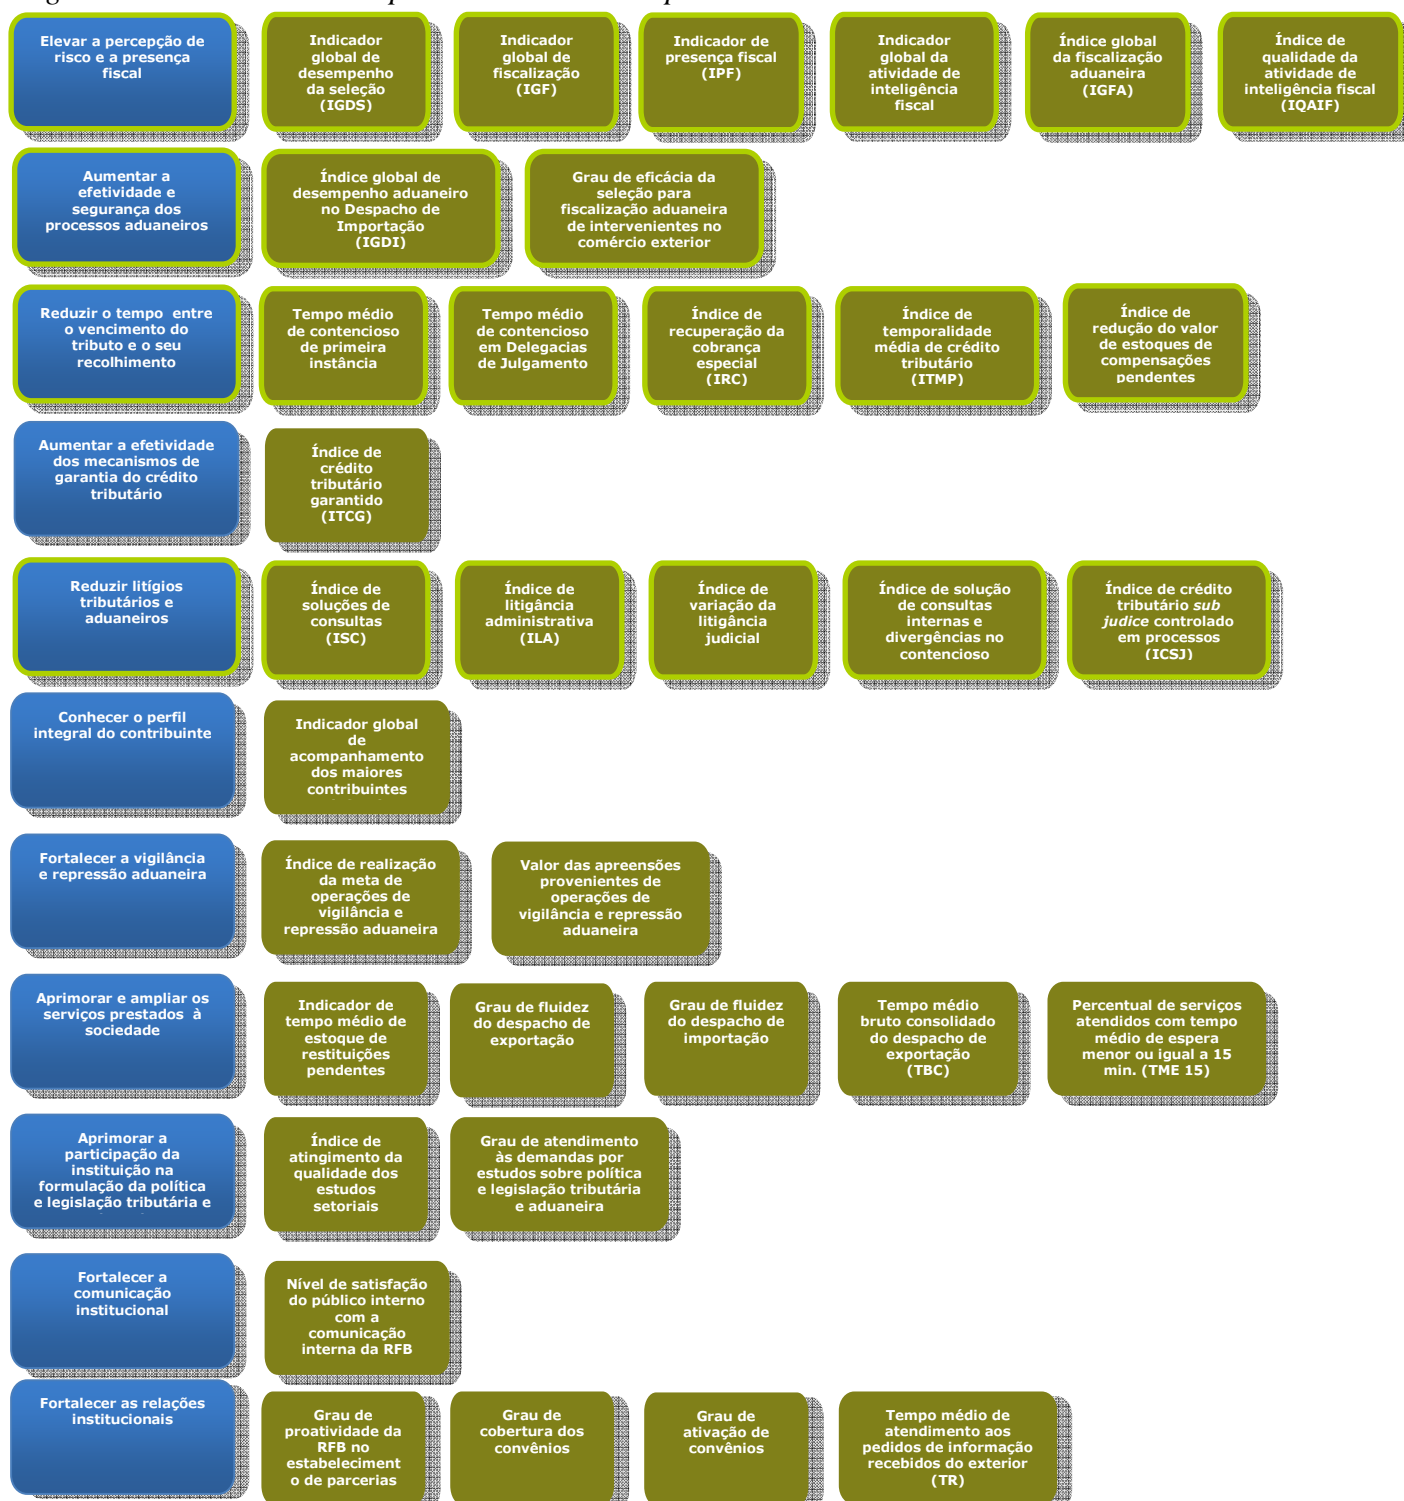 Elevar a percepção de
risco e a presença
fiscal
Indicador
global de
desempenho
da seleção
(IGDS)
Indicador
global de
fiscalização
(IGF)
Indicador de
presença fiscal
(IPF)
Indicador
global da
atividade de
inteligência
fiscal
Índice global
da fiscalização
aduaneira
(IGFA)
Índice de
qualidade da
atividade de
inteligência fiscal
(IQAIF)
Aumentar a
efetividade e
segurança dos
processos aduaneiros
Índice global de
desempenho aduaneiro
no Despacho de
Importação
(IGDI)
Grau de eficácia da
seleção para
fiscalização aduaneira
de intervenientes no
comércio exterior
Reduzir o tempo entre
o vencimento do
tributo e o seu
recolhimento
Tempo médio
de contencioso
de primeira
instância
Tempo médio
de contencioso
em Delegacias
de Julgamento
Índice de
recuperação da
cobrança
especial
(IRC)
Índice de
temporalidade
média de crédito
tributário
(ITMP)
Índice de
redução do valor
de estoques de
compensações
pendentes
Aumentar a efetividade
dos mecanismos de
garantia do crédito
tributário
Índice de
crédito
tributário
garantido
(ITCG)
Reduzir litígios
tributários e
aduaneiros
Índice de
soluções de
consultas
(ISC)
Índice de
litigância
administrativa
(ILA)
Índice de
variação da
litigância
judicial
Índice de solução
de consultas
internas e
divergências no
contencioso
Índice de crédito
tributário sub
judice controlado
em processos
(ICSJ)
Conhecer o perfil
integral do contribuinte
Indicador global
de
acompanhamento
dos maiores
contribuintes
Fortalecer a vigilância
e repressão aduaneira
Índice de realização
da meta de
operações de
vigilância e
repressão aduaneira
Valor das apreensões
provenientes de
operações de
vigilância e repressão
aduaneira
Aprimorar e ampliar os
serviços prestados à
sociedade
Indicador de
tempo médio de
estoque de
restituições
pendentes
Grau de fluidez
do despacho de
exportação
Grau de fluidez
do despacho de
importação
Tempo médio
bruto consolidado
do despacho de
exportação
(TBC)
Percentual de serviços
atendidos com tempo
médio de espera
menor ou igual a 15
min. (TME 15)
Aprimorar a
participação da
instituição na
formulação da política
e legislação tributária e
Índice de
atingimento da
qualidade dos
estudos
setoriais
Grau de atendimento
às demandas por
estudos sobre política
e legislação tributária
e aduaneira
Fortalecer a
comunicação
institucional
Nível de satisfação
do público interno
com a
comunicação
interna da RFB
Fortalecer as relações
institucionais
Grau de
proatividade da
RFB no
estabeleciment
o de parcerias
Grau de
cobertura dos
convênios
Grau de
ativação de
convênios
Tempo médio de
atendimento aos
pedidos de informação
recebidos do exterior
(TR)